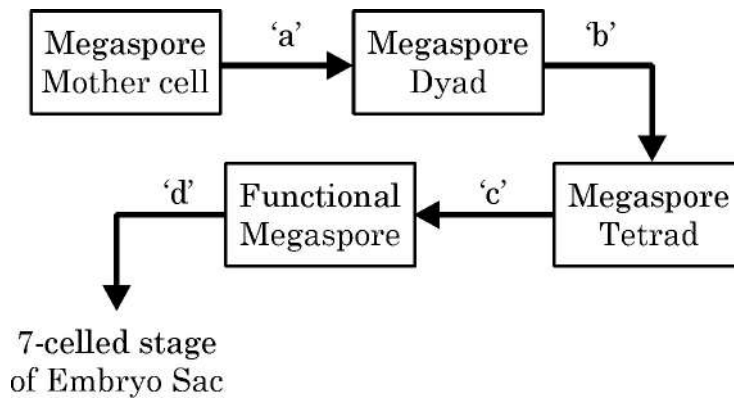 Megaspore
Mother cell
‘a’
Megaspore
Dyad
‘b’
Megaspore
Tetrad
‘c’
Functional
Megaspore
‘d’
7-celled stage
of Embryo Sac